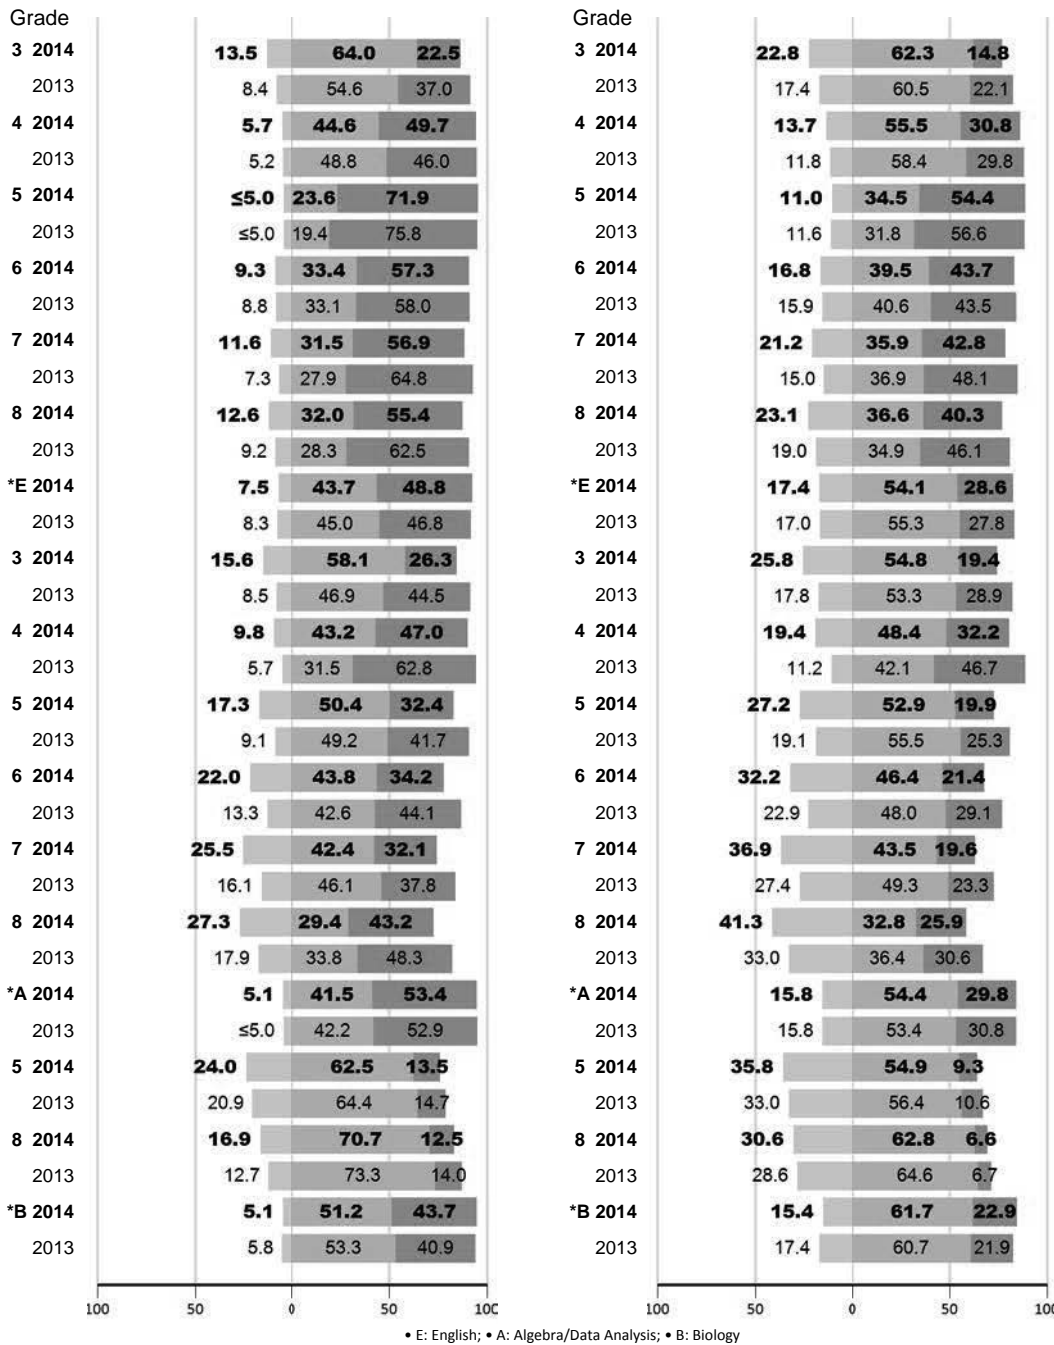 Grade
3 2014 13.5 64.0 22.5
2013 8.4 54.6 37.0
4 2014 5.7 44.6 49.7
2013 5.2 48.8 46.0
5 2014 ≤5.0 23.6 71.9
2013 ≤5.0 19.4 75.8
6 2014 9.3 33.4 57.3
2013 8.8 33.1 58.0
7 2014 11.6 31.5 56.9
2013 7.3 27.9 64.8
8 2014 12.6 32.0 55.4
2013 9.2 28.3 62.5
*E 2014 7.5 43.7 48.8
2013 8.3 45.0 46.8
3 2014 15.6 58.1 26.3
2013 8.5 46.9 44.5
4 2014 9.8 43.2 47.0
2013 5.7 31.5 62.8
5 2014 17.3 50.4 32.4
2013 9.1 49.2 41.7
6 2014 22.0 43.8 34.2
2013 13.3 42.6 44.1
7 2014 25.5 42.4 32.1
2013 16.1 46.1 37.8
8 2014 27.3 29.4 43.2
2013 17.9 33.8 48.3
*A 2014 5.1 41.5 53.4
2013 ≤5.0 42.2 52.9
5 2014 24.0 62.5 13.5
2013 20.9 64.4 14.7
8 2014 16.9 70.7 12.5
2013 12.7 73.3 14.0
*B 2014 5.1 51.2 43.7
2013 5.8 53.3 40.9
100 50 0 50 100
Grade
3 2014 22.8 62.3 14.8
2013 17.4 60.5 22.1
4 2014 13.7 55.5 30.8
2013 11.8 58.4 29.8
5 2014 11.0 34.5 54.4
2013 11.6 31.8 56.6
6 2014 16.8 39.5 43.7
2013 15.9 40.6 43.5
7 2014 21.2 35.9 42.8
2013 15.0 36.9 48.1
8 2014 23.1 36.6 40.3
2013 19.0 34.9 46.1
*E 2014 17.4 54.1 28.6
2013 17.0 55.3 27.8
3 2014 25.8 54.8 19.4
2013 17.8 53.3 28.9
4 2014 19.4 48.4 32.2
2013 11.2 42.1 46.7
5 2014 27.2 52.9 19.9
2013 19.1 55.5 25.3
6 2014 32.2 46.4 21.4
2013 22.9 48.0 29.1
7 2014 36.9 43.5 19.6
2013 27.4 49.3 23.3
8 2014 41.3 32.8 25.9
2013 33.0 36.4 30.6
*A 2014 15.8 54.4 29.8
2013 15.8 53.4 30.8
5 2014 35.8 54.9 9.3
2013 33.0 56.4 10.6
8 2014 30.6 62.8 6.6
2013 28.6 64.6 6.7
*B 2014 15.4 61.7 22.9
2013 17.4 60.7 21.9
100 50 0 50 100
• E: English; • A: Algebra/Data Analysis; • B: Biology